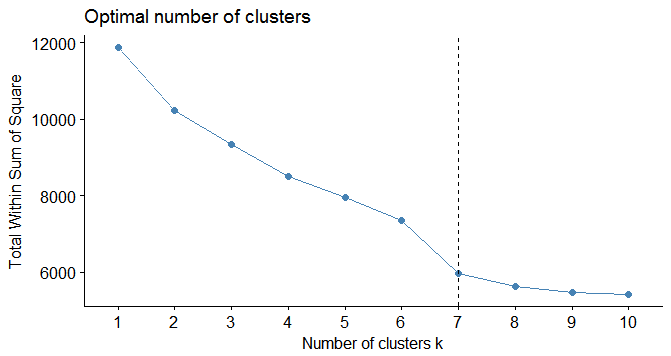 Optimal number of clusters
Total Within Sum of Square
12000
10000
8000
6000
1 2 3 4 5 6 7 8 9 10
Number of clusters k